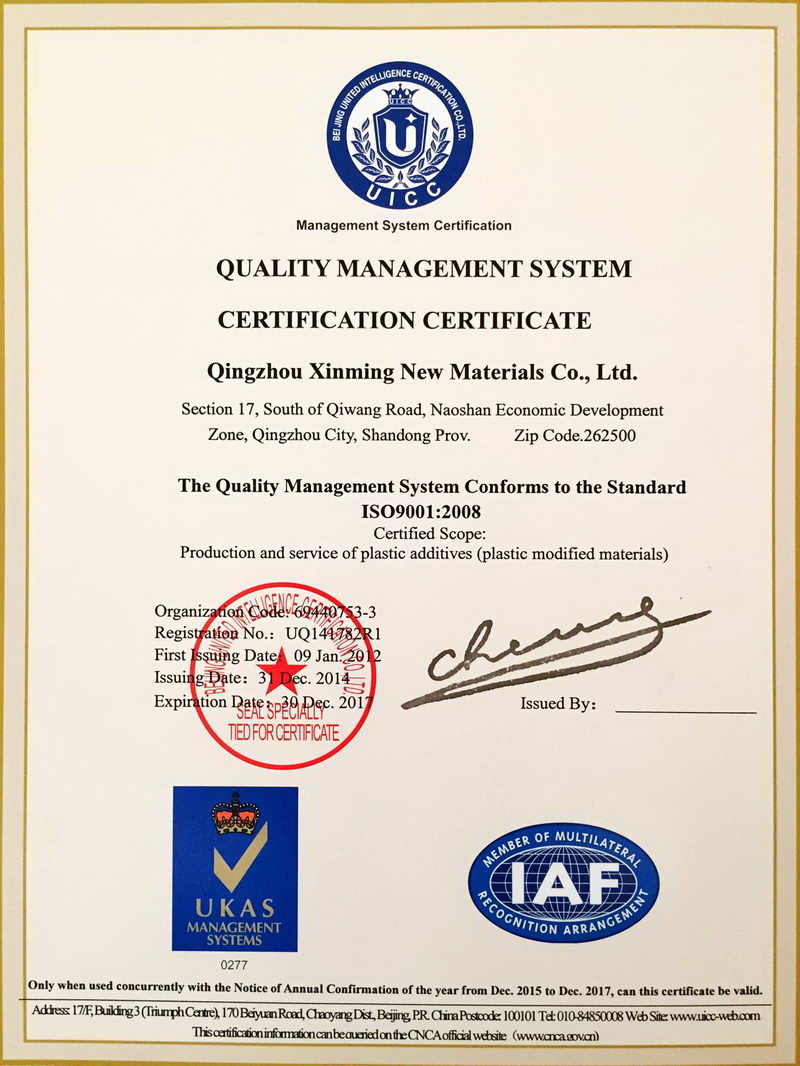 BEIJING UNITED INTELLIGENCE CERTIFICATION CO.,LTD.
UICC
U
UICC
Management System Certification
QUALITY MANAGEMENT SYSTEM
CERTIFICATION CERTIFICATE
Qingzhou Xinming New Materials Co., Ltd.
Section 17, South of Qiwang Road, Naoshan Economic Development
Zone, Qingzhou City, Shandong Prov. Zip Code.262500
The Quality Management System Conforms to the Standard
ISO9001:2008
Certified Scope:
Production and service of plastic additives (plastic modified materials)
Organization Code: 69440753-3
Registration No.: UQ141782R1
First Issuing Date: 09 Jan. 2012
Issuing Date: 31 Dec. 2014
Expiration Date: 30 Dec. 2017
BEIJING UNITED INTELLIGENCE CERTIFICATION CO LTD.
SEAL SPECIALLY
TIED FOR CERTIFICATE
Issued By:
UKAS
MANAGEMENT
SYSTEMS
0277
MEMBER OF MULTILATERAL
IAF
RECOGNITION ARRANGEMENT
Only when used concurrently with the Notice of Annual Confirmation of the year from Dec. 2015 to Dec. 2017, can this certificate be valid.
Address: 17/F, Building 3 (Triumph Centre), 170 Beiyuan Road, Chaoyang Dist., Beijing, P.R. China Postcode: 100101 Tel: 010-84850008 Web Site: www.uicc-web.com
This certification information can be queried on the CNCA official website（www.cnca.gov.cn)